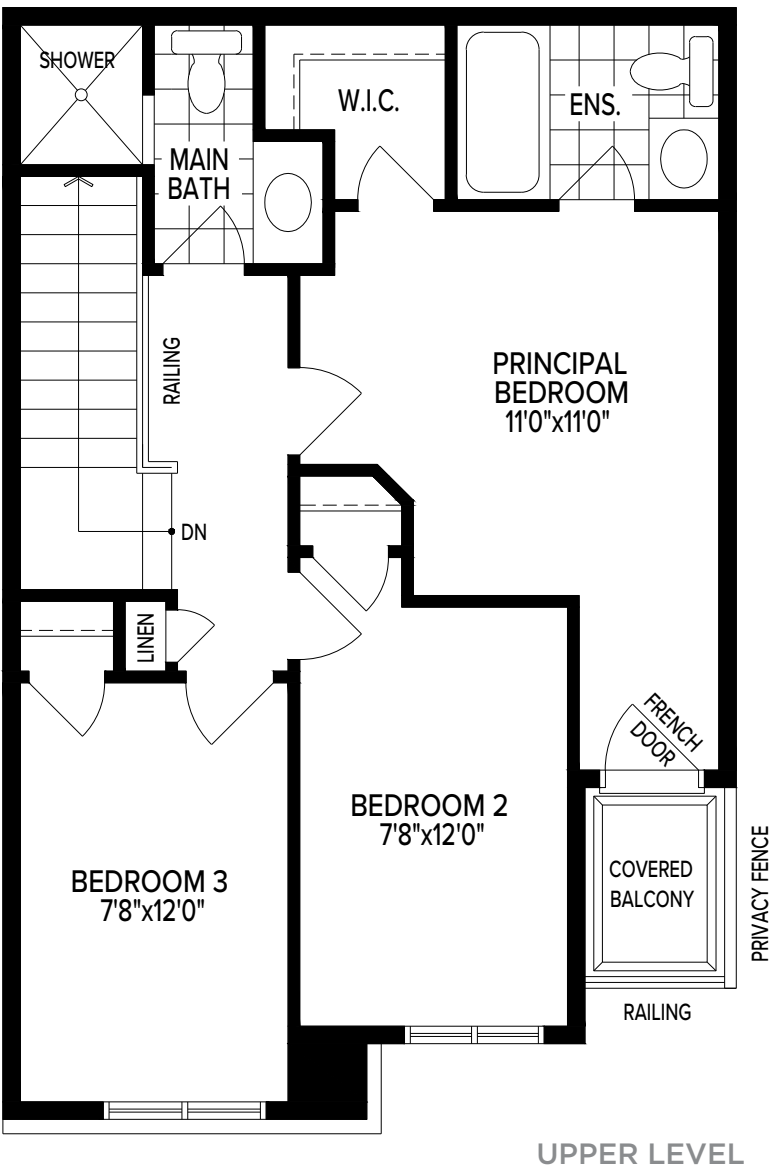 SHOWER
W.I.C.
ENS.
MAIN
BATH
RAILING
PRINCIPAL
BEDROOM
11'0"x11'0"
DN
LINEN
FRENCH
DOOR
BEDROOM 2
7'8"x12'0"
BEDROOM 3
7'8"x12'0"
COVERED
BALCONY
PRIVACY FENCE
RAILING
UPPER LEVEL